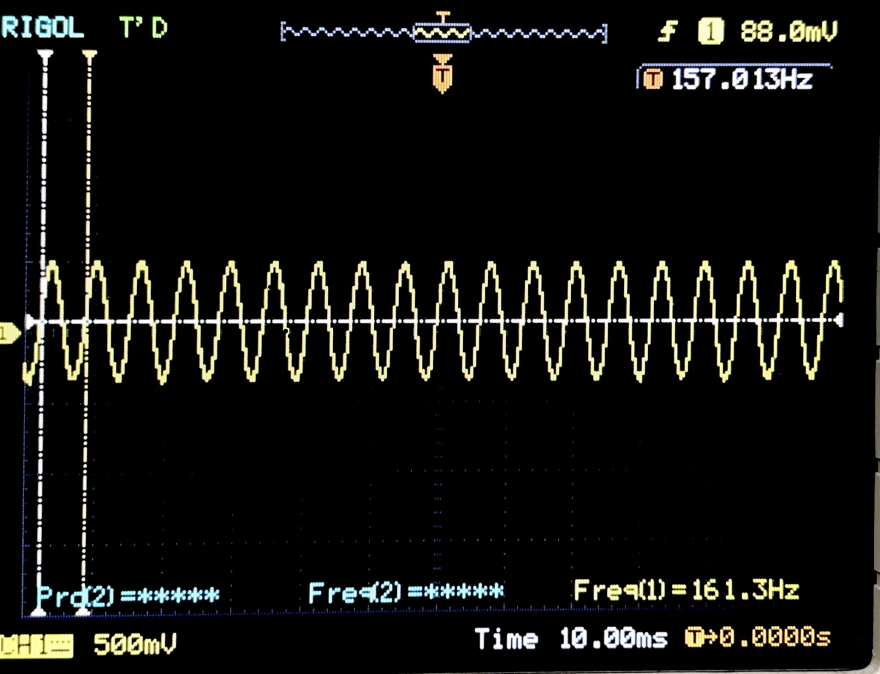 RIGOL T'D T 1 88.0mV
T T 157.013Hz
1
Prd(2)=***** Freq(2)=***** Freq(1)=161.3Hz
CH1 500mV Time 10.00ms T→0.0000s